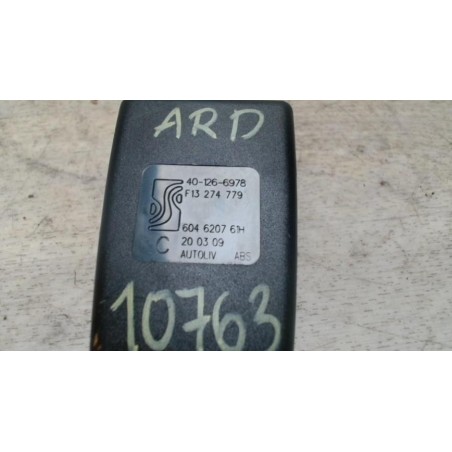 ARD
40-126-6978
F13 274 779
604 6207 61H
C 20 03 09
AUTOLIV ABS
10763